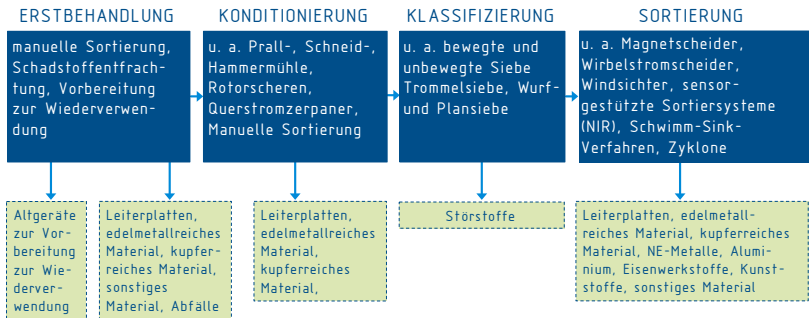 ERSTBEHANDLUNG
manuelle Sortierung,
Schadstoffentfrach-
tung, Vorbereitung
zur Wiederverwen-
dung
KONDITIONIERUNG
u. a. Prall-, Schneid-,
Hammermühle,
Rotorscheren,
Querstromzerpaner,
Manuelle Sortierung
KLASSIFIZIERUNG
u. a. bewegte und
unbewegte Siebe
Trommelsiebe, Wurf-
und Plansiebe
SORTIERUNG
u. a. Magnetscheider,
Wirbelstromscheider,
Windsichter, sensor-
gestützte Sortiersysteme
(NIR), Schwimm-Sink-
Verfahren, Zyklone
Altgeräte
zur Vor-
bereitung
zur Wie-
derver-
wendung
Leiterplatten,
edelmetallreiches
Material, kupfer-
reiches Material,
sonstiges
Material, Abfälle
Leiterplatten,
edelmetallreiches
Material,
kupferreiches
Material,
Störstoffe
Leiterplatten, edelmetall-
reiches Material, kupferreiches
Material, NE-Metalle, Alumi-
nium, Eisenwerkstoffe, Kunst-
stoffe, sonstiges Material